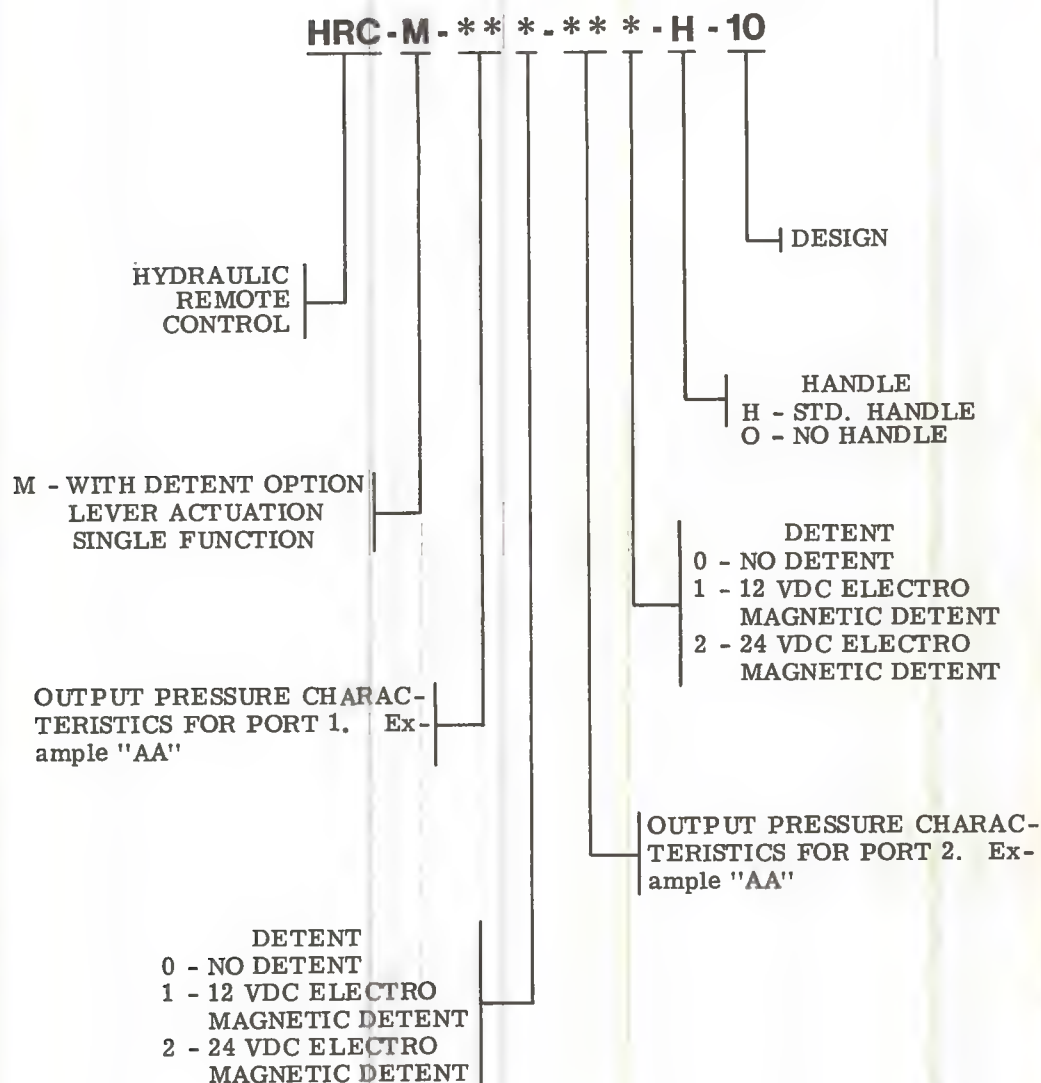 HRC-M-** *-** *-H-10
DESIGN
HYDRAULIC
REMOTE
CONTROL
HANDLE
H - STD. HANDLE
O - NO HANDLE
M - WITH DETENT OPTION
LEVER ACTUATION
SINGLE FUNCTION
DETENT
0 - NO DETENT
1 - 12 VDC ELECTRO
MAGNETIC DETENT
2 - 24 VDC ELECTRO
MAGNETIC DETENT
OUTPUT PRESSURE CHARAC-
TERISTICS FOR PORT 1. Ex-
ample "AA"
OUTPUT PRESSURE CHARAC-
TERISTICS FOR PORT 2. Ex-
ample "AA"
DETENT
0 - NO DETENT
1 - 12 VDC ELECTRO
MAGNETIC DETENT
2 - 24 VDC ELECTRO
MAGNETIC DETENT